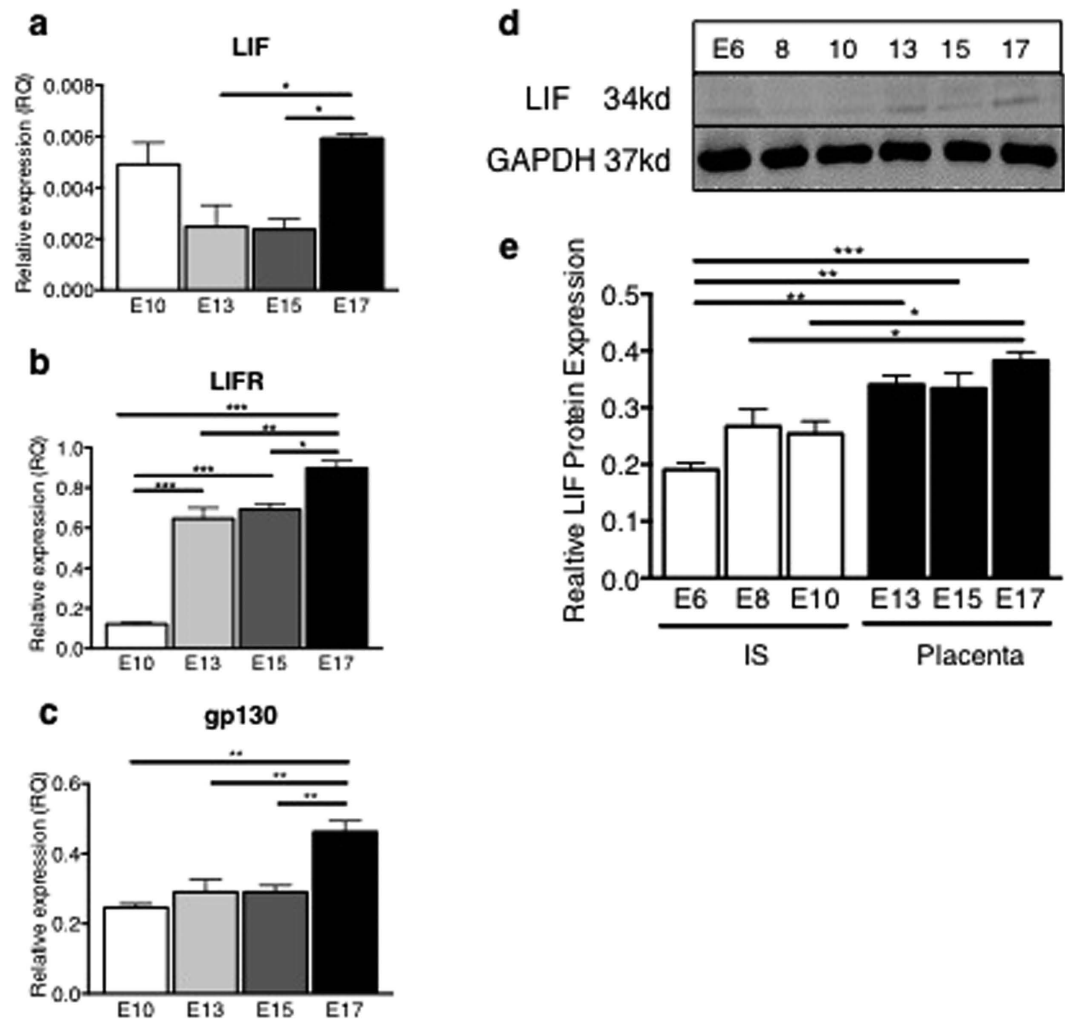 a
LIF
Relative expression (RQ)
0.008
0.006
0.004
0.002
0.000
*
*
E10 E13 E15 E17
b
LIFR
Relative expression (RQ)
1.0
0.8
0.6
0.4
0.2
0.0
***
**
*
***
***
E10 E13 E15 E17
c
gp130
Relative expression (RQ)
0.6
0.4
0.2
0.0
**
**
**
E10 E13 E15 E17
d
E6 8 10 13 15 17
LIF 34kd
GAPDH 37kd
e
Realtive LIF Protein Expression
0.5
0.4
0.3
0.2
0.1
0.0
***
**
**
*
*
E6 E8 E10 E13 E15 E17
IS Placenta